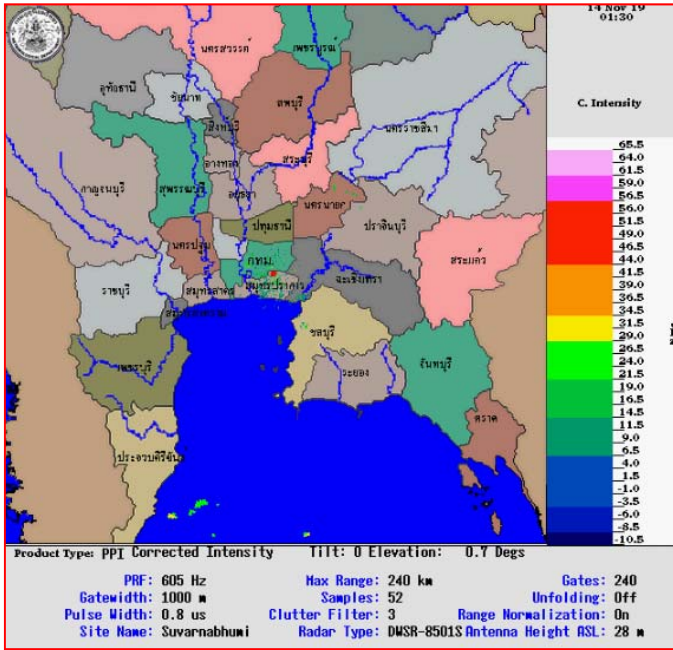 14 Nov 19
01:30
C. Intensity
เพชรบูรณ์
นครสวรรค์
อุทัยธานี
ชัยนาท
ลพบุรี
สิงห์บุรี
นครราชสีมา
อ่างทอง
สระบุรี
กาญจนบุรี
สุพรรณบุรี
อยุธยา
นครนายก
ปราจีนบุรี
ปทุมธานี
นครปฐม
สระแก้ว
กทม.
ราชบุรี
สมุทรสาคร
สมุทรปราการ
ฉะเชิงเทรา
ชลบุรี
เพชรบุรี
ระยอง
จันทบุรี
ตราด
ประจวบคีรีขันธ์
65.5
64.0
61.5
59.0
56.5
56.0
51.5
49.0
46.5
44.0
41.5
39.0
36.5
34.0
31.5
29.0
26.5
24.0
21.5
19.0
16.5
14.0
11.5
9.0
6.5
4.0
1.5
-1.0
-3.5
-6.0
-8.5
-10.5
Product Type: PPI Corrected Intensity Tilt: 0 Elevation: 0.7 Degs
PRF: 605 Hz Max Range: 240 km Gates: 240
Gatewidth: 1000 m Samples: 52 Unfolding: Off
Pulse Width: 0.8 us Clutter Filter: 3 Range Normalization: On
Site Name: Suvarnabhumi Radar Type: DWSR-8501S Antenna Height ASL: 28 m